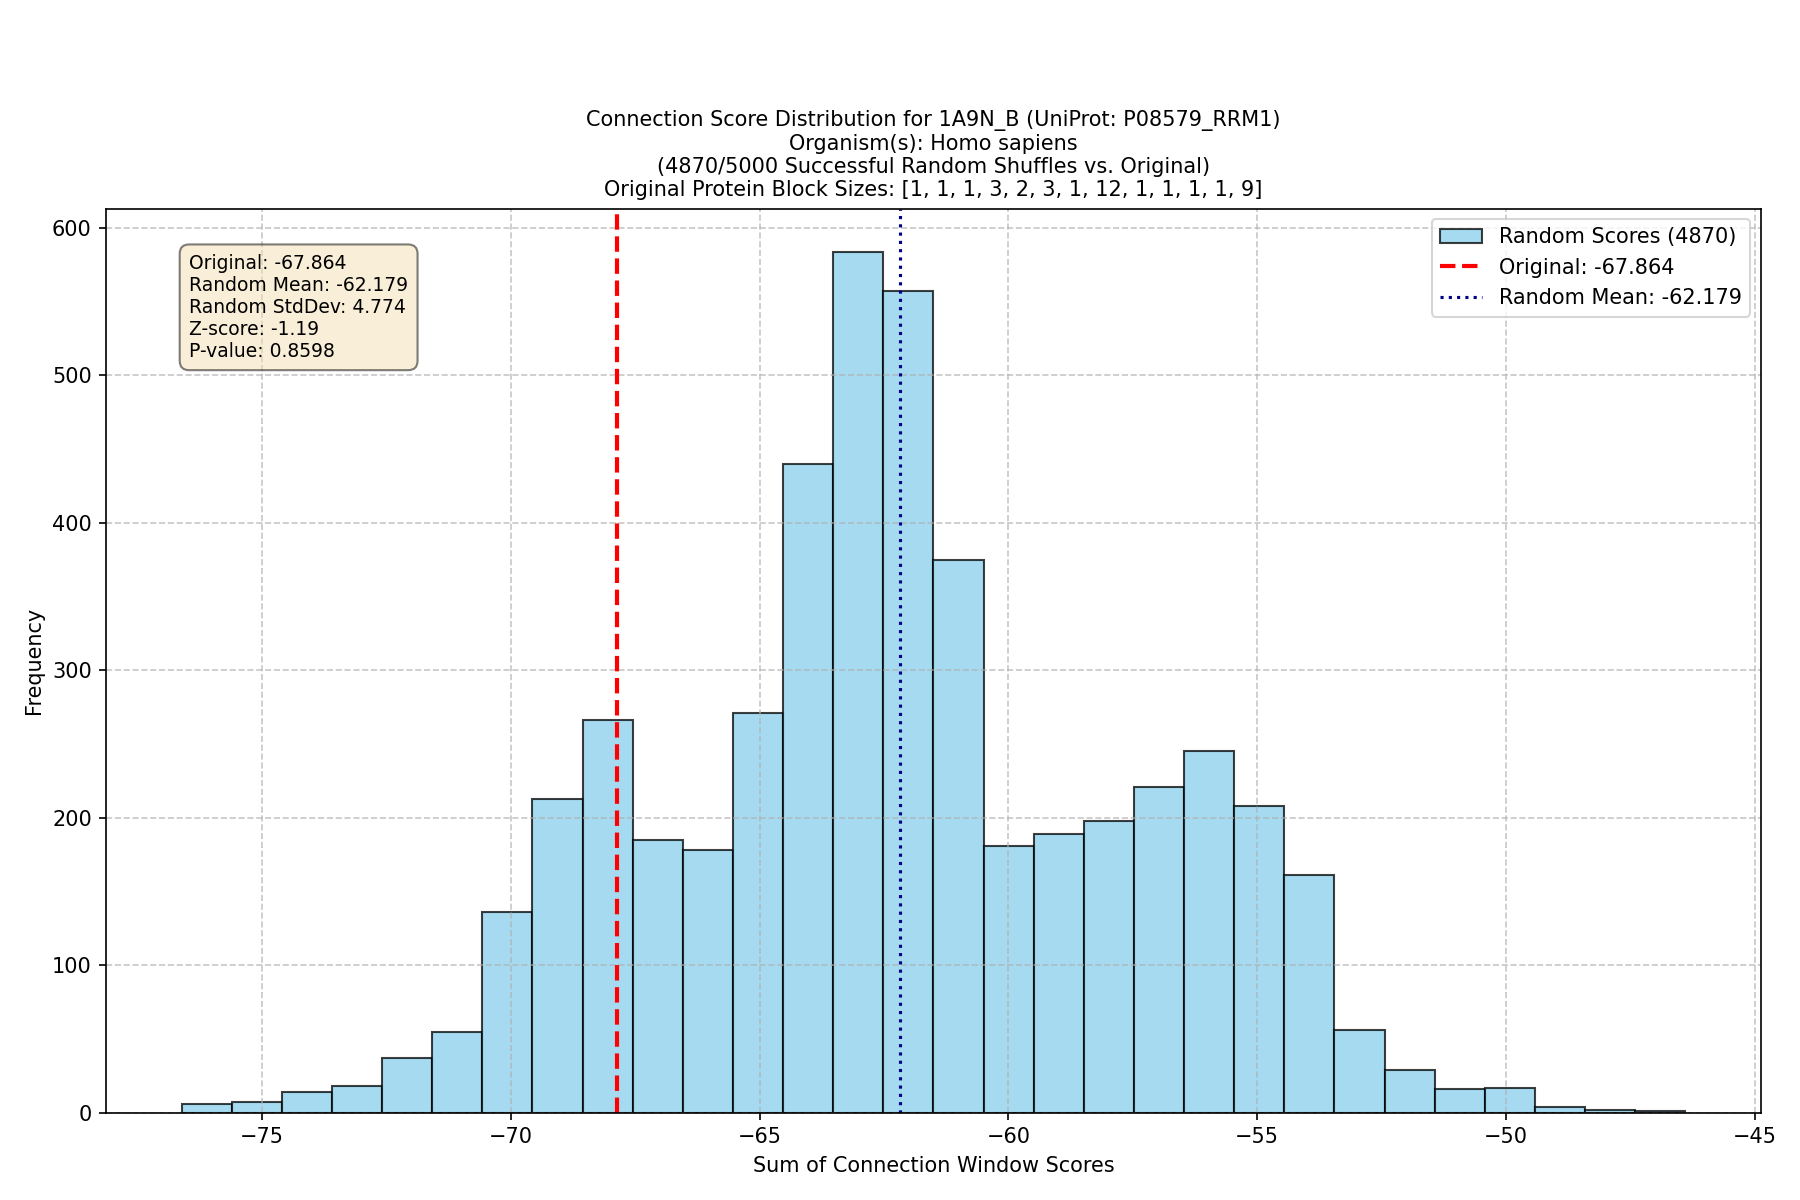 Connection Score Distribution for 1A9N_B (UniProt: P08579_RRM1)
Organism(s): Homo sapiens
(4870/5000 Successful Random Shuffles vs. Original)
Original Protein Block Sizes: [1, 1, 1, 3, 2, 3, 1, 12, 1, 1, 1, 1, 9]
Original: -67.864
Random Mean: -62.179
Random StdDev: 4.774
Z-score: -1.19
P-value: 0.8598
Random Scores (4870)
Original: -67.864
Random Mean: -62.179
600
500
400
300
200
100
0
Frequency
−75
−70
−65
−60
−55
−50
−45
Sum of Connection Window Scores